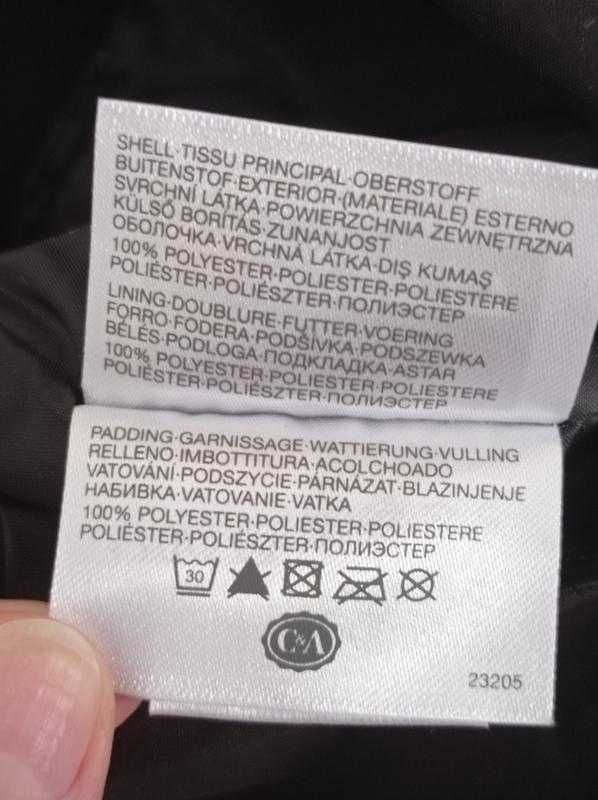 SHELL·TISSU PRINCIPAL·OBERSTOFF
BUITENSTOF·EXTERIOR·(MATERIALE) ESTERNO
SVRCHNÍ LÁTKA·POWIERZCHNIA ZEWNĘTRZNA
KÜLSŐ BORÍTÁS·ZUNANJOST
ОБОЛОЧКА·VRCHNÁ LÁTKA·DIŞ KUMAŞ
100% POLYESTER·POLIESTER·POLIESTERE
POLIÉSTER·POLIÉSZTER·ПОЛИЭСТЕР
LINING·DOUBLURE·FUTTER·VOERING
FORRO·FODERA·PODŠÍVKA·PODSZEWKA
BÉLÉS·PODLOGA·ПОДКЛАДКА·ASTAR
100% POLYESTER·POLIESTER·POLIESTERE
POLIÉSTER·POLIÉSZTER·ПОЛИЭСТЕР
PADDING·GARNISSAGE·WATTIERUNG·VULLING
RELLENO·IMBOTTITURA·ACOLCHOADO
VATOVÁNÍ·PODSZYCIE·PÁRNÁZAT·BLAZINJENJE
НАБИВКА·VATOVANIE·VATKA
100% POLYESTER·POLIESTER·POLIESTERE
POLIÉSTER·POLIÉSZTER·ПОЛИЭСТЕР
30
C&A
23205